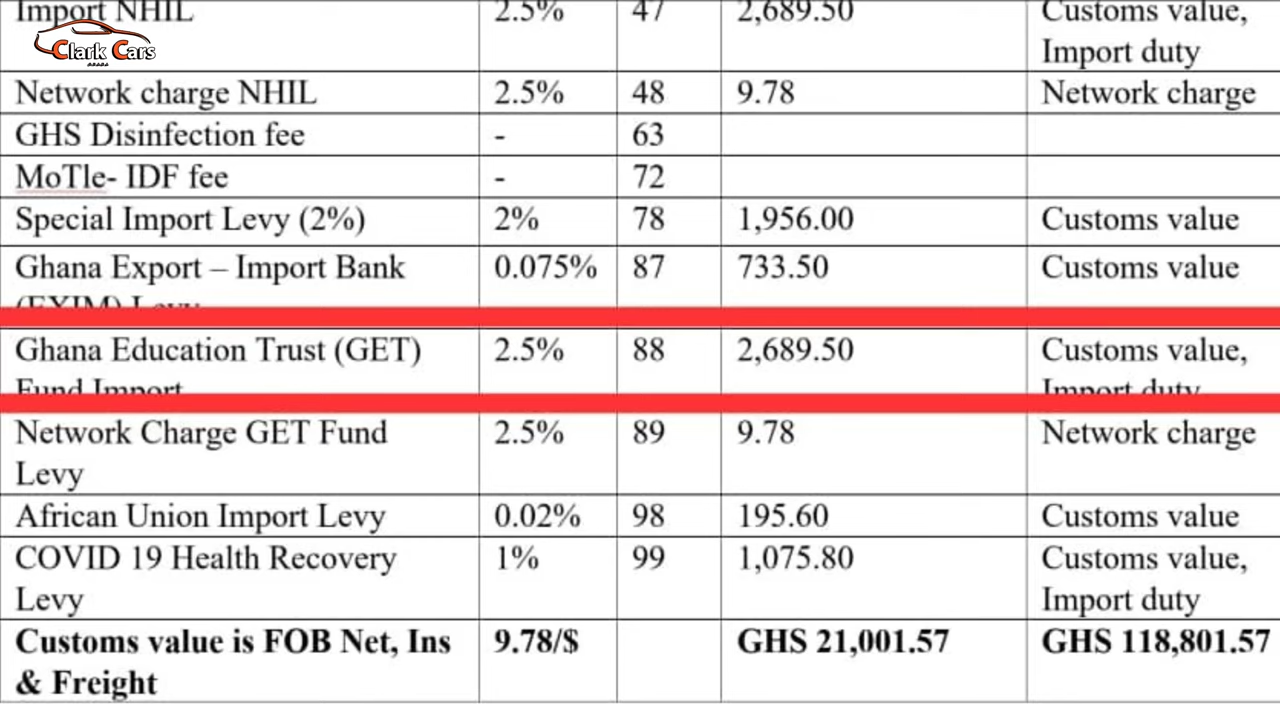 Import NHIL 2.5% 47 2,689.50 Customs value,
Import duty
Clark Cars
Network charge NHIL 2.5% 48 9.78 Network charge
GHS Disinfection fee - 63
MoTle- IDF fee - 72
Special Import Levy (2%) 2% 78 1,956.00 Customs value
Ghana Export – Import Bank 0.075% 87 733.50 Customs value
(EXIM) Levy
Ghana Education Trust (GET) 2.5% 88 2,689.50 Customs value,
Fund Import Import duty
Network Charge GET Fund 2.5% 89 9.78 Network charge
Levy
African Union Import Levy 0.02% 98 195.60 Customs value
COVID 19 Health Recovery 1% 99 1,075.80 Customs value,
Levy Import duty
Customs value is FOB Net, Ins 9.78/$ GHS 21,001.57 GHS 118,801.57
& Freight